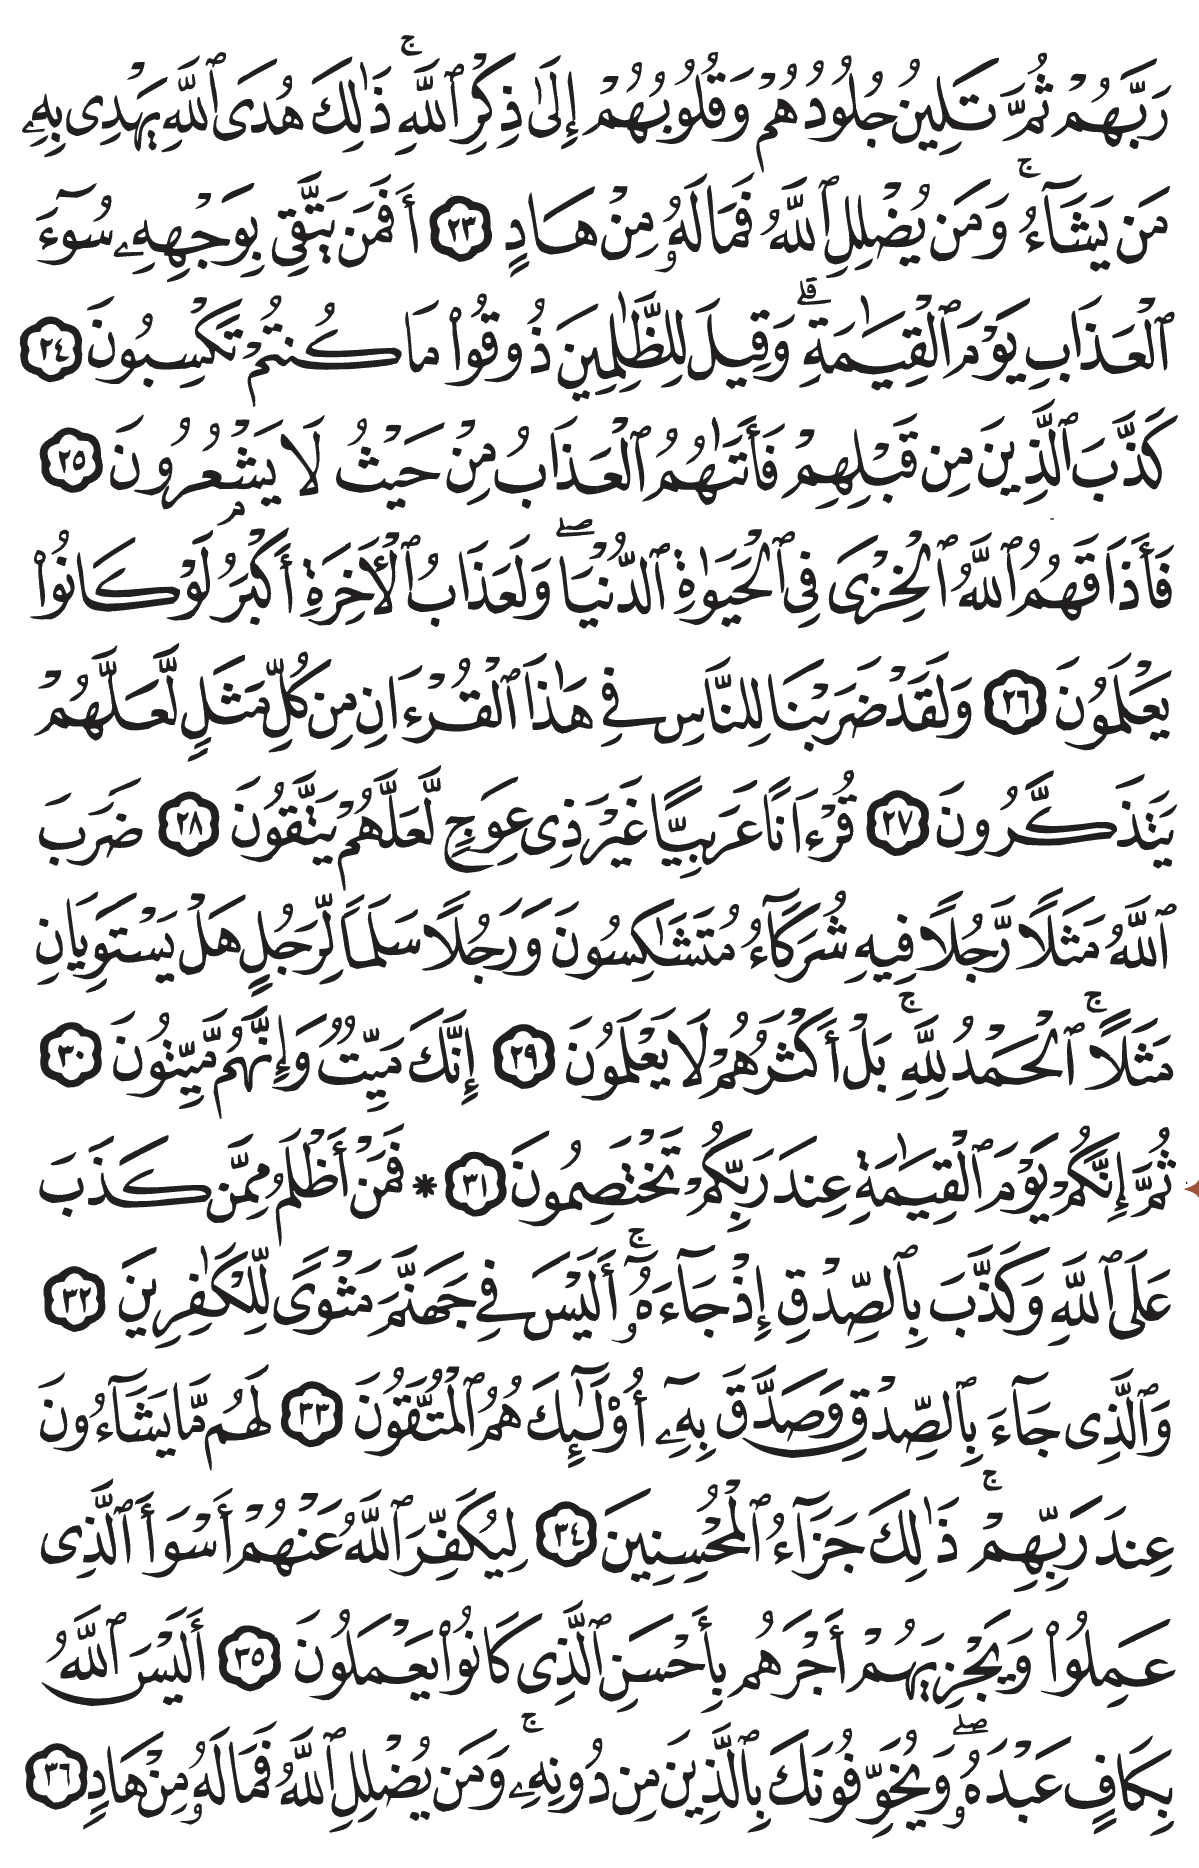 رَبَّهُمْ ثُمَّ تَلِينُ جُلُودُهُمْ وَقُلُوبُهُمْ إِلَىٰ ذِكْرِ ٱللَّهِۚ ذَٰلِكَ هُدَى ٱللَّهِ يَهْدِى بِهِۦ
مَن يَشَآءُۚ وَمَن يُضْلِلِ ٱللَّهُ فَمَا لَهُۥ مِنْ هَادٍ ٢٣ أَفَمَن يَتَّقِى بِوَجْهِهِۦ سُوٓءَ
ٱلْعَذَابِ يَوْمَ ٱلْقِيَٰمَةِۗ وَقِيلَ لِلظَّٰلِمِينَ ذُوقُوا۟ مَا كُنتُمْ تَكْسِبُونَ ٢٤
كَذَّبَ ٱلَّذِينَ مِن قَبْلِهِمْ فَأَتَىٰهُمُ ٱلْعَذَابُ مِنْ حَيْثُ لَا يَشْعُرُونَ ٢٥
فَأَذَاقَهُمُ ٱللَّهُ ٱلْخِزْىَ فِى ٱلْحَيَوٰةِ ٱلدُّنْيَاۖ وَلَعَذَابُ ٱلْءَاخِرَةِ أَكْبَرُۚ لَوْ كَانُوا۟
يَعْلَمُونَ ٢٦ وَلَقَدْ ضَرَبْنَا لِلنَّاسِ فِى هَٰذَا ٱلْقُرْءَانِ مِن كُلِّ مَثَلٍ لَّعَلَّهُمْ
يَتَذَكَّرُونَ ٢٧ قُرْءَانًا عَرَبِيًّا غَيْرَ ذِى عِوَجٍ لَّعَلَّهُمْ يَتَّقُونَ ٢٨ ضَرَبَ
ٱللَّهُ مَثَلًا رَّجُلًا فِيهِ شُرَكَآءُ مُتَشَٰكِسُونَ وَرَجُلًا سَلَمًا لِّرَجُلٍ هَلْ يَسْتَوِيَانِ
مَثَلًاۚ ٱلْحَمْدُ لِلَّهِۚ بَلْ أَكْثَرُهُمْ لَا يَعْلَمُونَ ٢٩ إِنَّكَ مَيِّتٌ وَإِنَّهُم مَّيِّتُونَ ٣٠
ثُمَّ إِنَّكُمْ يَوْمَ ٱلْقِيَٰمَةِ عِندَ رَبِّكُمْ تَخْتَصِمُونَ ٣١ * فَمَنْ أَظْلَمُ مِمَّن كَذَبَ
عَلَى ٱللَّهِ وَكَذَّبَ بِٱلصِّدْقِ إِذْ جَآءَهُۥٓۚ أَلَيْسَ فِى جَهَنَّمَ مَثْوًى لِّلْكَٰفِرِينَ ٣٢
وَٱلَّذِى جَآءَ بِٱلصِّدْقِ وَصَدَّقَ بِهِۦٓ أُو۟لَٰٓئِكَ هُمُ ٱلْمُتَّقُونَ ٣٣ لَهُم مَّا يَشَآءُونَ
عِندَ رَبِّهِمْۚ ذَٰلِكَ جَزَآءُ ٱلْمُحْسِنِينَ ٣٤ لِيُكَفِّرَ ٱللَّهُ عَنْهُمْ أَسْوَأَ ٱلَّذِى
عَمِلُوا۟ وَيَجْزِيَهُمْ أَجْرَهُم بِأَحْسَنِ ٱلَّذِى كَانُوا۟ يَعْمَلُونَ ٣٥ أَلَيْسَ ٱللَّهُ
بِكَافٍ عَبْدَهُۥۖ وَيُخَوِّفُونَكَ بِٱلَّذِينَ مِن دُونِهِۦۚ وَمَن يُضْلِلِ ٱللَّهُ فَمَا لَهُۥ مِنْ هَادٍ ٣٦